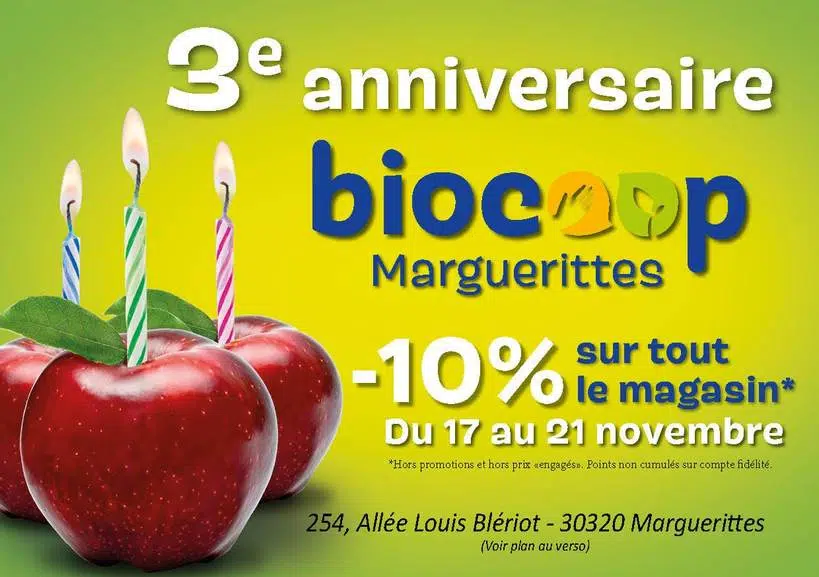 3e anniversaire
biocoop
Marguerittes
-10% sur tout
le magasin*
Du 17 au 21 novembre
*Hors promotions et hors prix «engagés». Points non cumulés sur compte fidélité.
254, Allée Louis Blériot - 30320 Marguerittes
(Voir plan au verso)